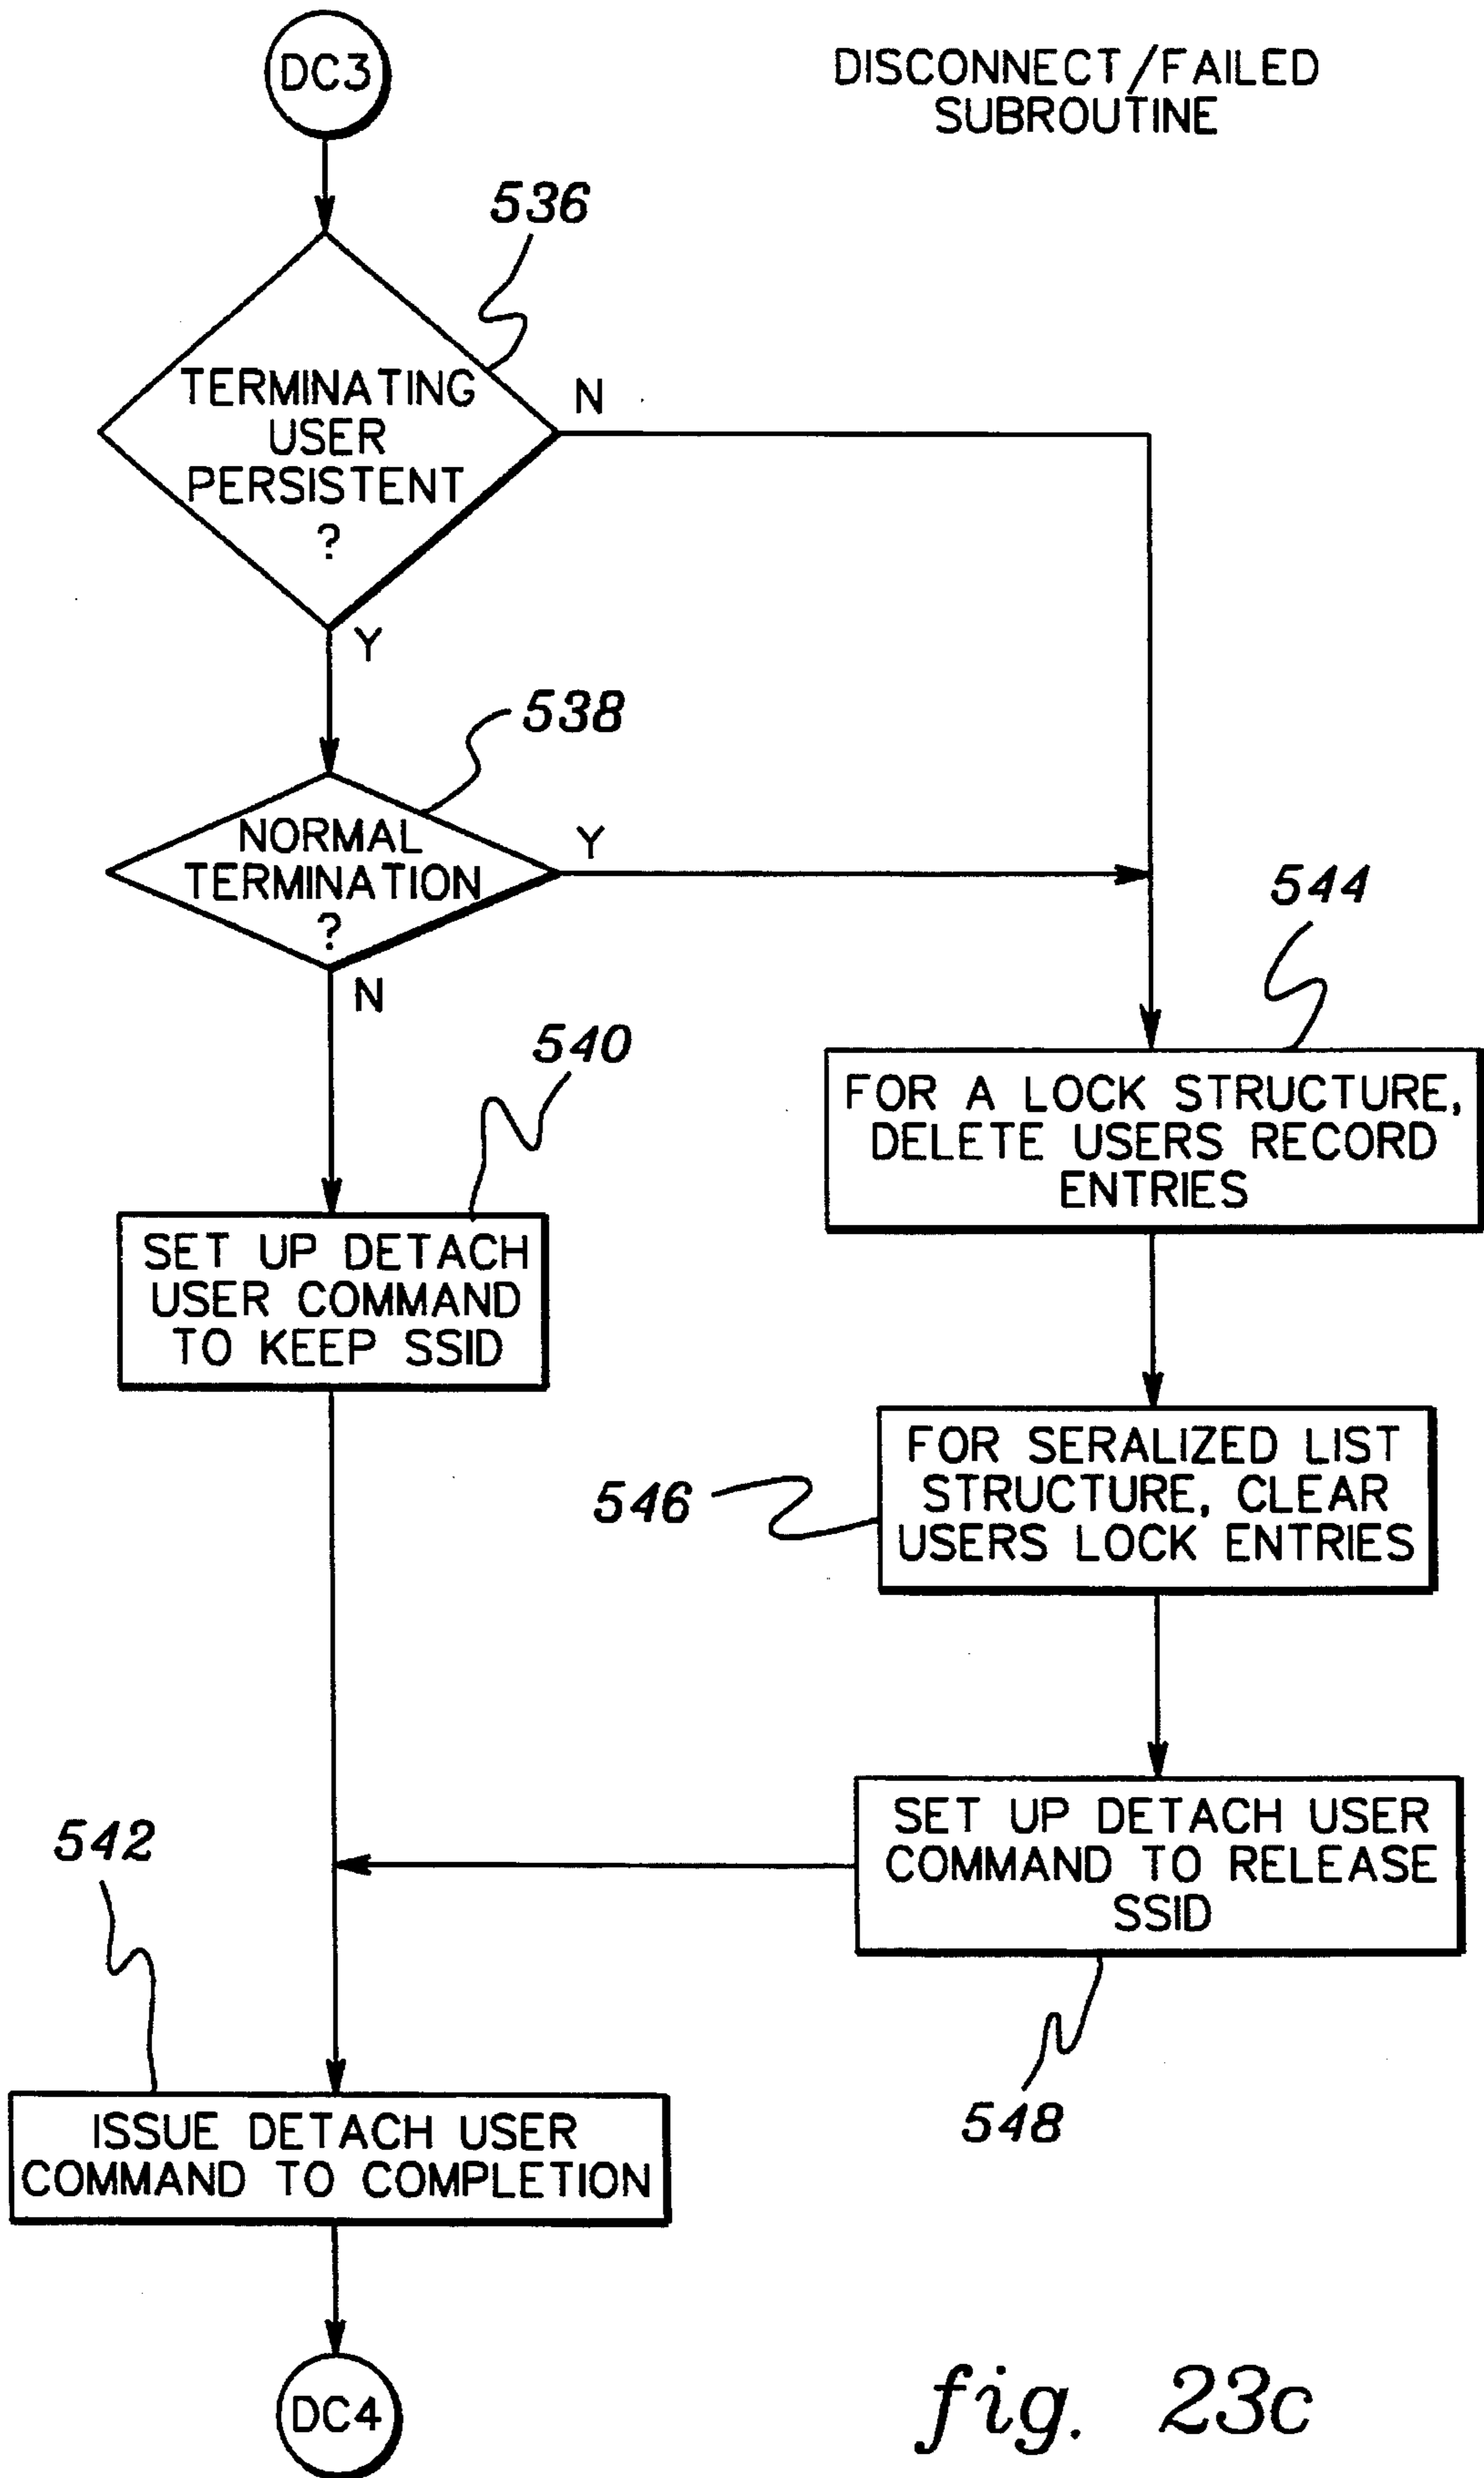 DC3
DISCONNECT/FAILED
SUBROUTINE
536
TERMINATING
USER
PERSISTENT
?
N
Y
538
NORMAL
TERMINATION
?
Y
N
544
540
FOR A LOCK STRUCTURE,
DELETE USERS RECORD
ENTRIES
SET UP DETACH
USER COMMAND
TO KEEP SSID
546
FOR SERALIZED LIST
STRUCTURE, CLEAR
USERS LOCK ENTRIES
542
SET UP DETACH USER
COMMAND TO RELEASE
SSID
548
ISSUE DETACH USER
COMMAND TO COMPLETION
DC4
fig. 23c